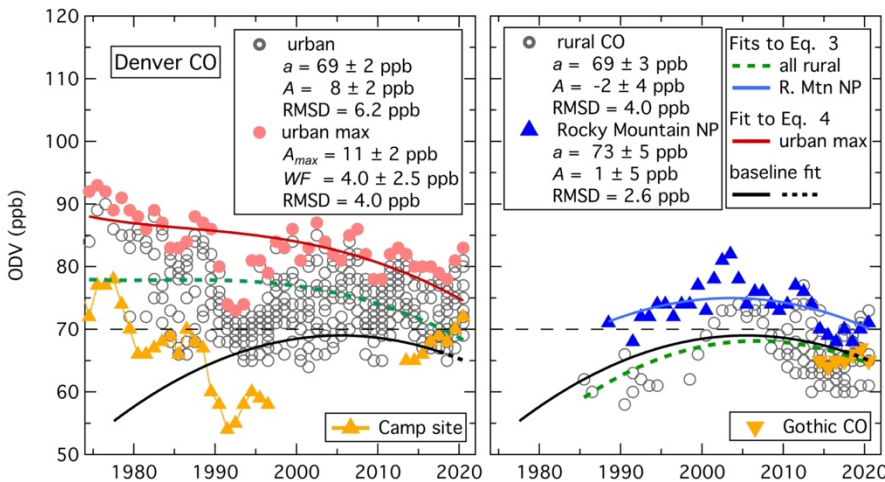 Denver CO
urban
a = 69 ± 2 ppb
A = 8 ± 2 ppb
RMSD = 6.2 ppb
urban max
Amax = 11 ± 2 ppb
WF = 4.0 ± 2.5 ppb
RMSD = 4.0 ppb
Camp site
ODV (ppb)
120
110
100
90
80
70
60
50
1980
1990
2000
2010
2020
rural CO
a = 69 ± 3 ppb
A = -2 ± 4 ppb
RMSD = 4.0 ppb
Rocky Mountain NP
a = 73 ± 5 ppb
A = 1 ± 5 ppb
RMSD = 2.6 ppb
Fits to Eq. 3
all rural
R. Mtn NP
Fit to Eq. 4
urban max
baseline fit
Gothic CO
1980
1990
2000
2010
2020